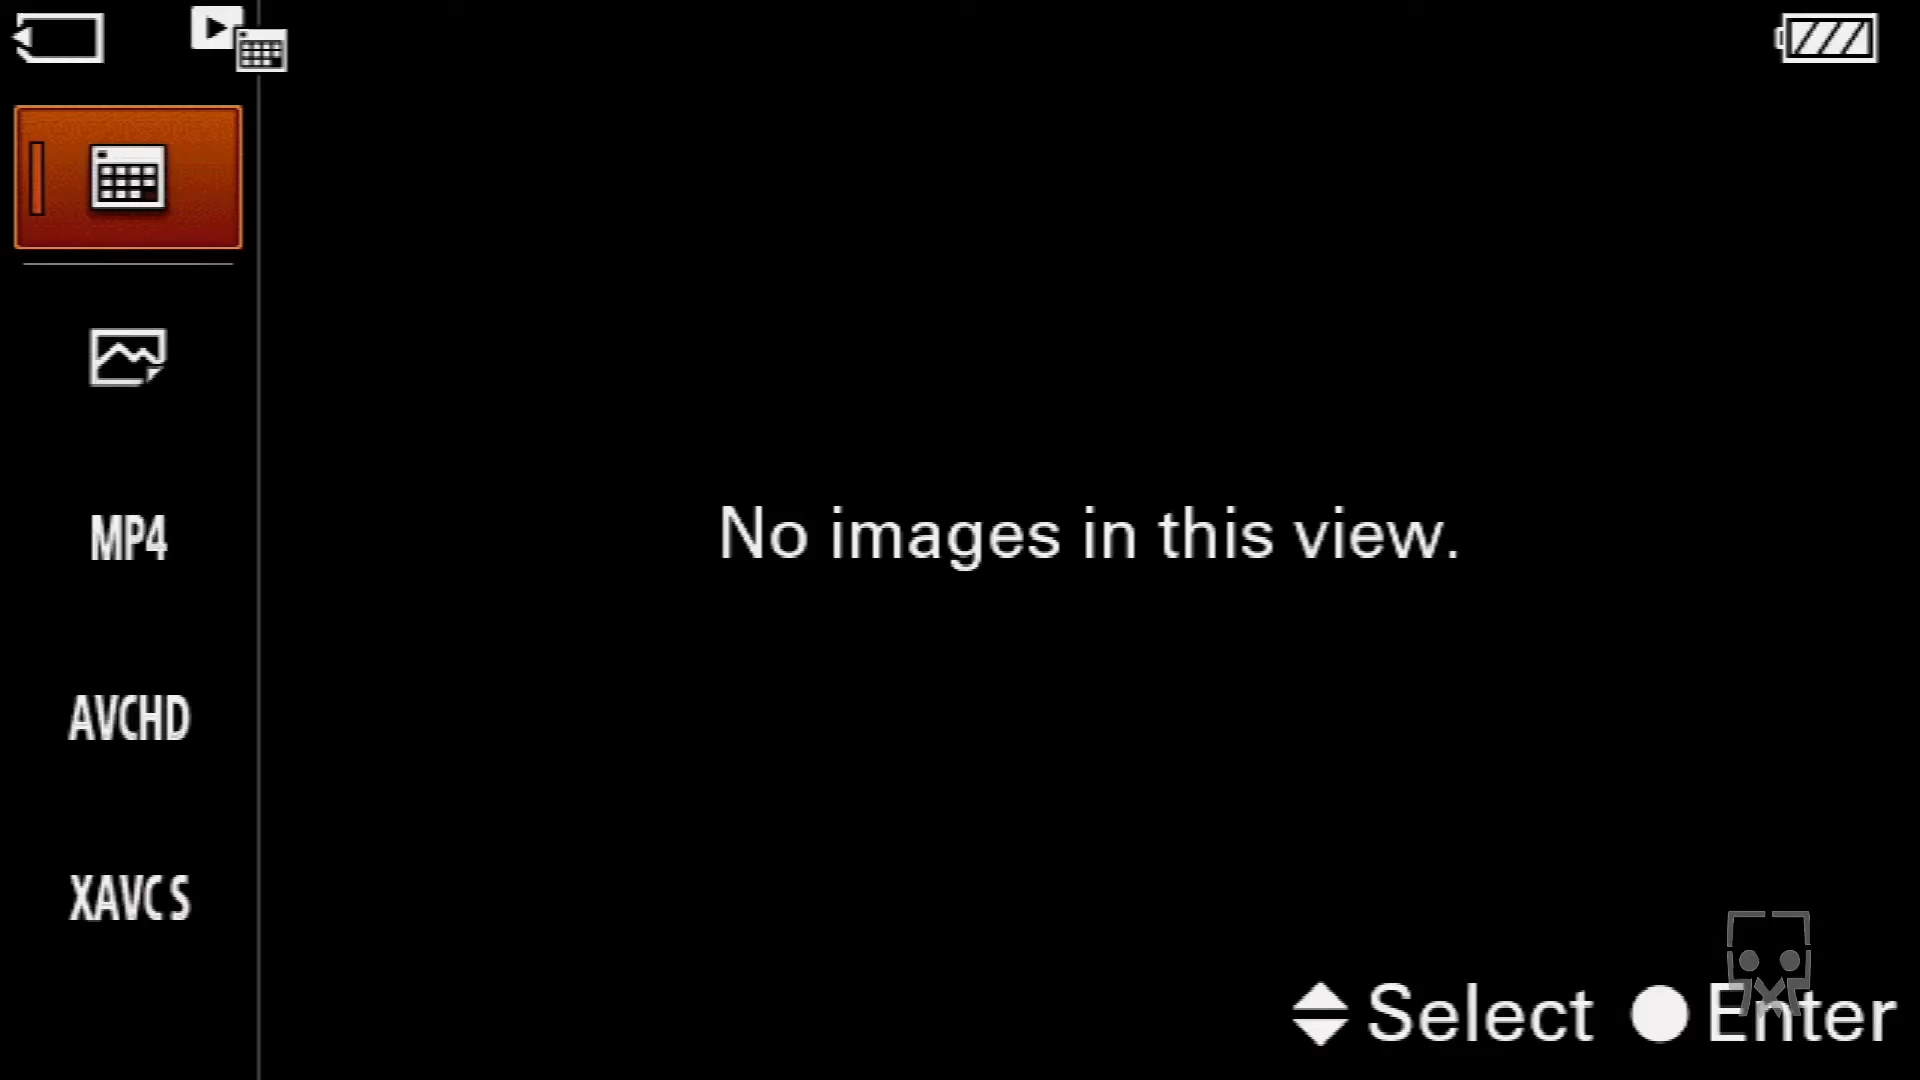 No images in this view.
MP4
AVCHD
XAVC S
Select Enter